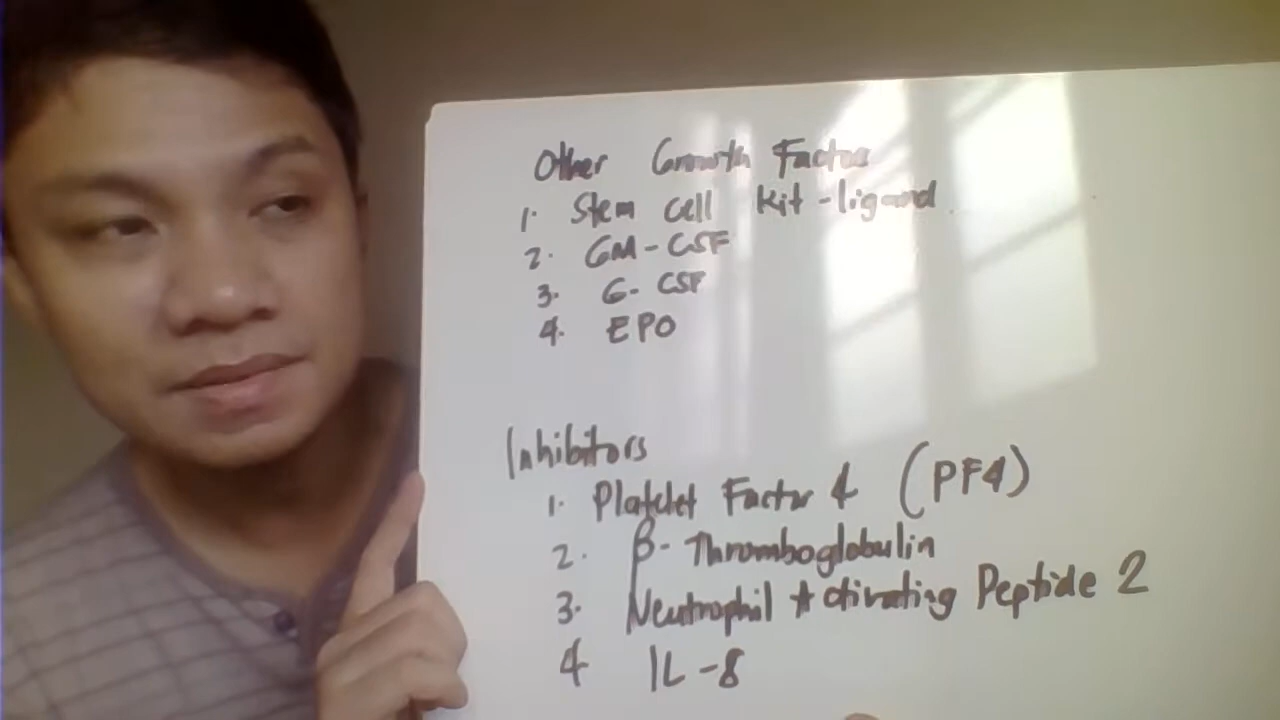 Other Growth Factor
1. Stem cell Kit-ligand
2. GM-CSF
3. G-CSF
4. EPO
Inhibitors
1. Platelet Factor 4 (PF4)
2. β-Thromboglobulin
3. Neutrophil Activating Peptide 2
4 IL-8